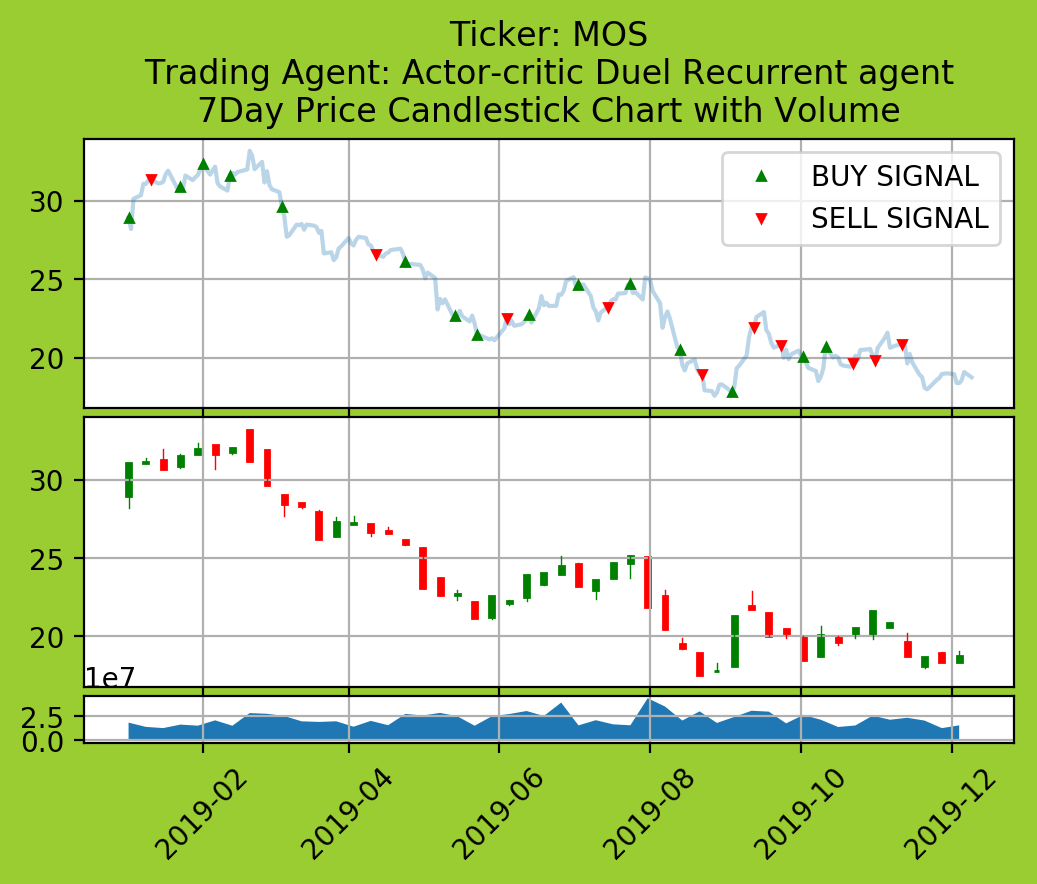 Ticker: MOS
Trading Agent: Actor-critic Duel Recurrent agent
7Day Price Candlestick Chart with Volume
BUY SIGNAL
SELL SIGNAL
30
25
20
30
25
20
1e7
2.5
0.0
2019-02
2019-04
2019-06
2019-08
2019-10
2019-12